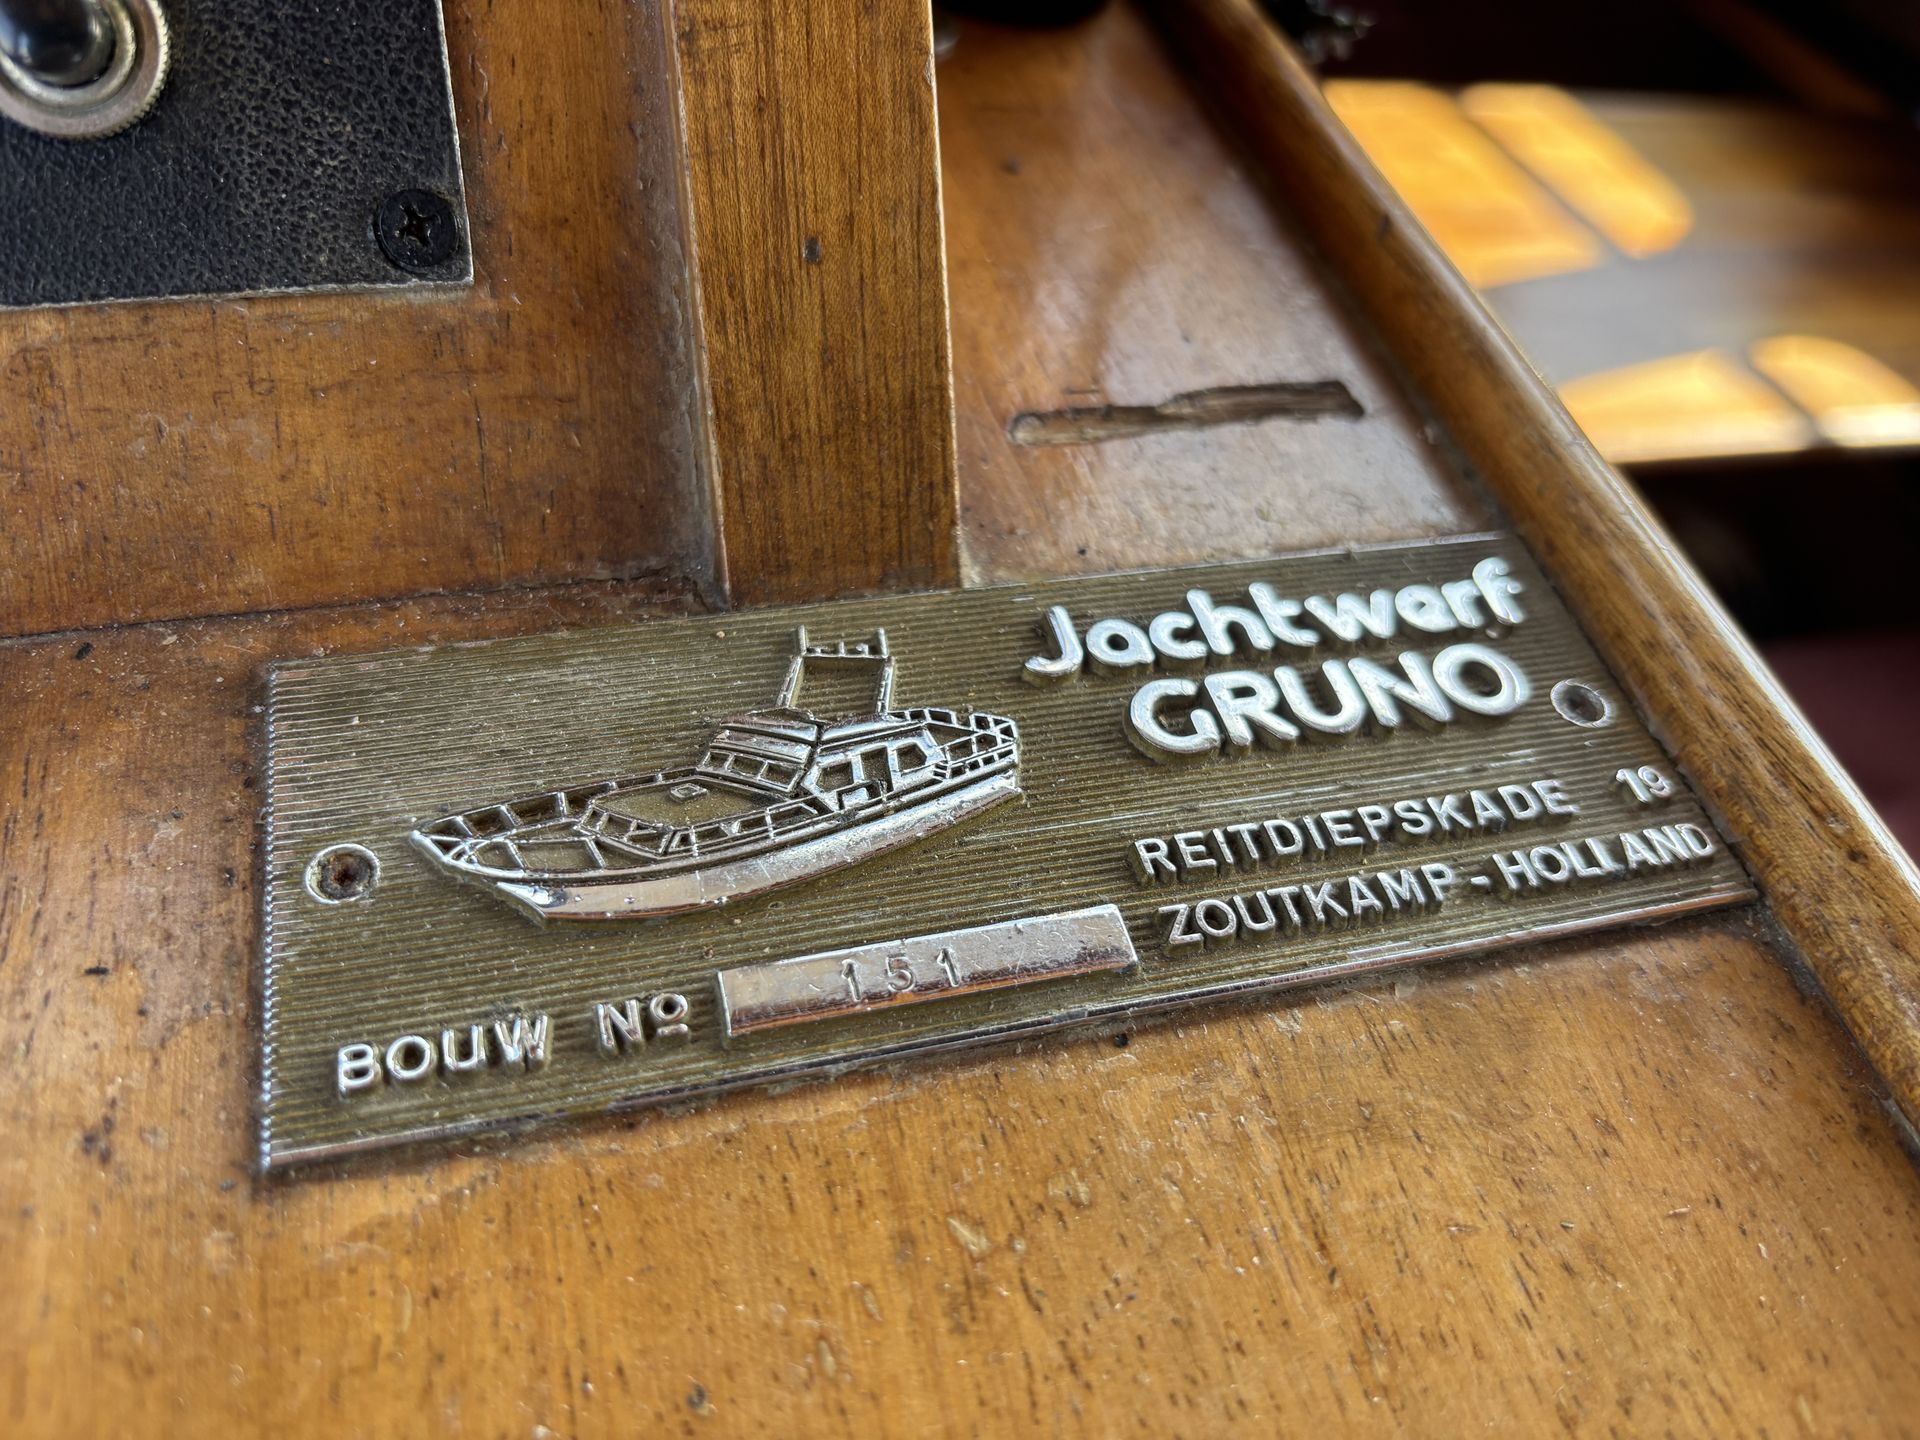 Jachtwerf
GRUNO
REITDIEPSKADE 19
ZOUTKAMP - HOLLAND
BOUW Nº 151